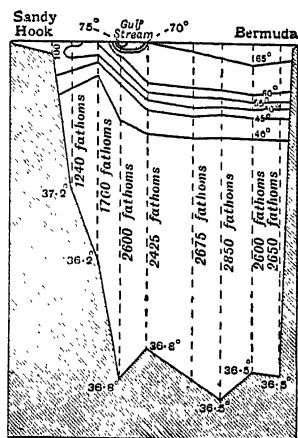 Sandy
Hook
75°
Gulf
Stream
70°
Bermuda
100
65°
60°
55°
50°
45°
40°
1240 fathoms
1760 fathoms
2600 fathoms
2425 fathoms
2675 fathoms
2850 fathoms
2600 fathoms
2650 fathoms
37·2°
36·2°
36·8°
36·8°
36·5°
36·5°
36·5°